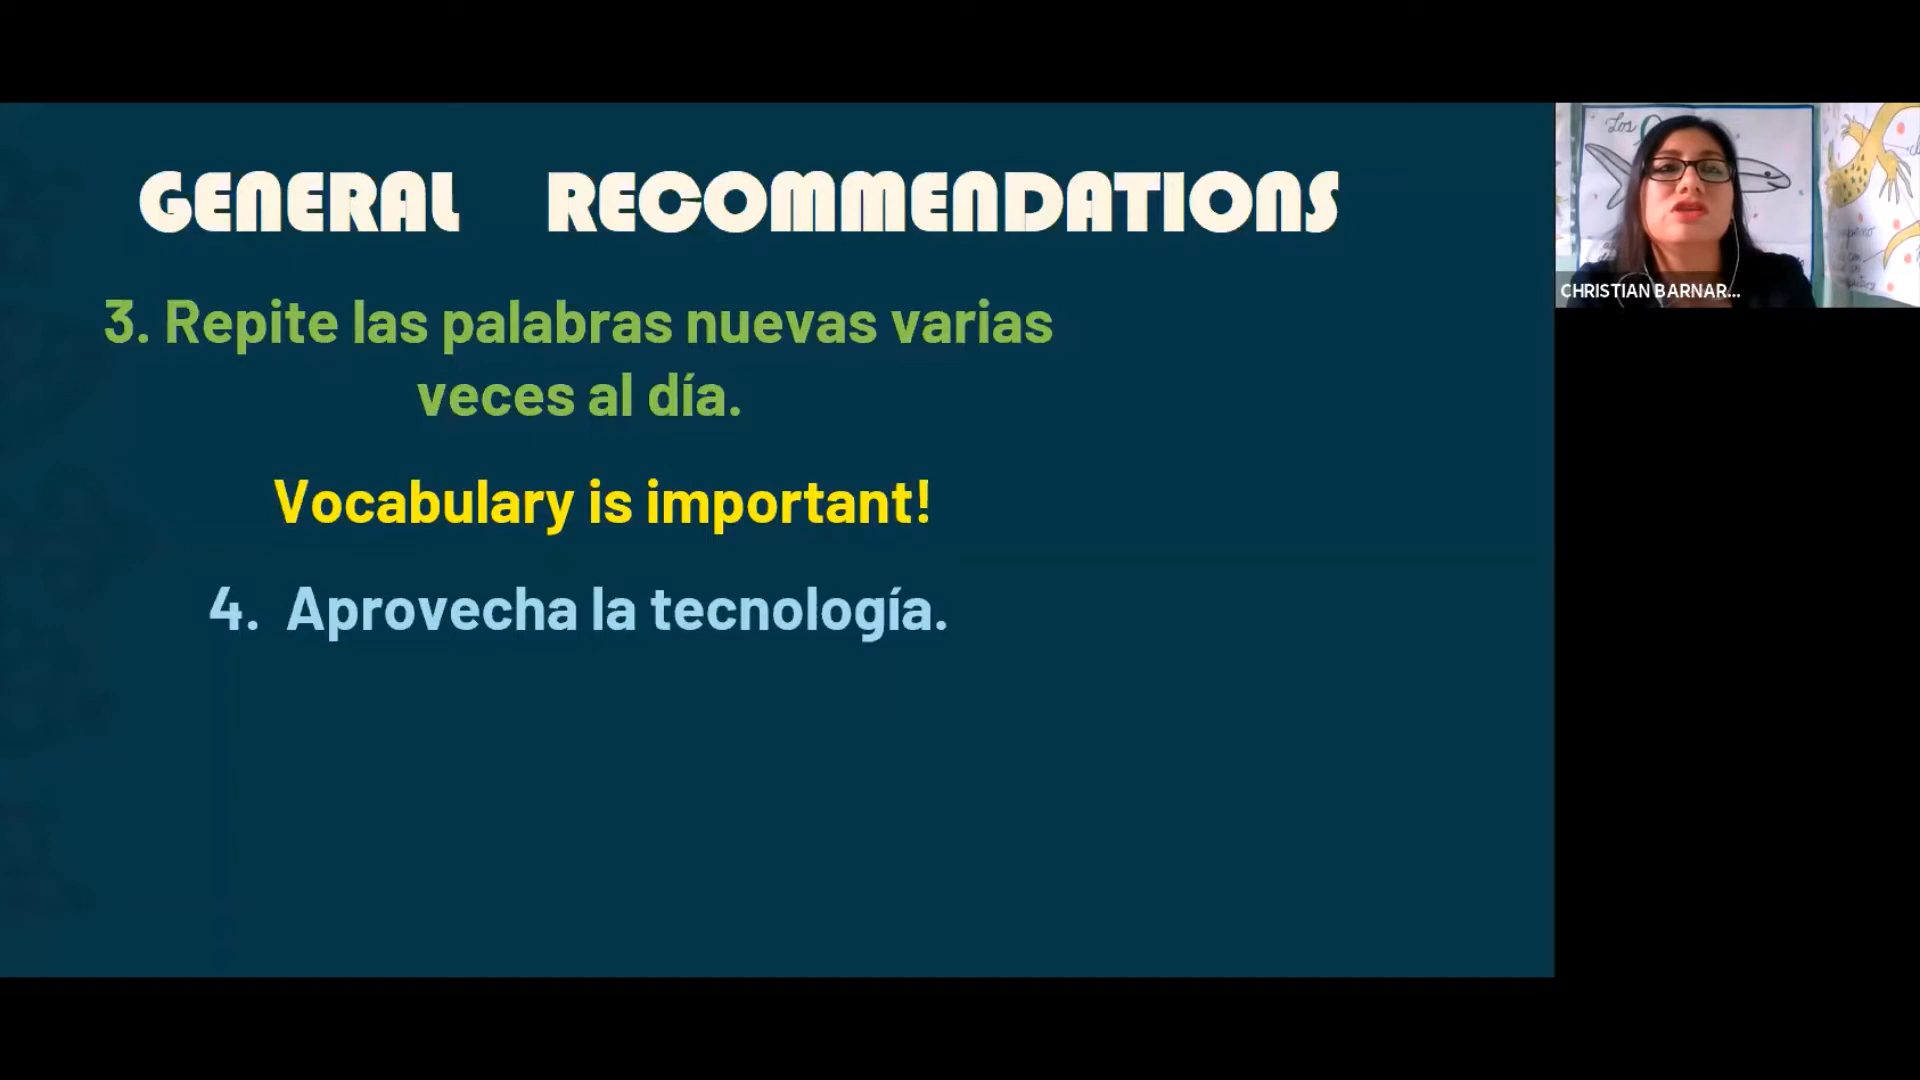 GENERAL RECOMMENDATIONS
3. Repite las palabras nuevas varias
veces al día.
Vocabulary is important!
4. Aprovecha la tecnología.
Los
CHRISTIAN BARNAR...